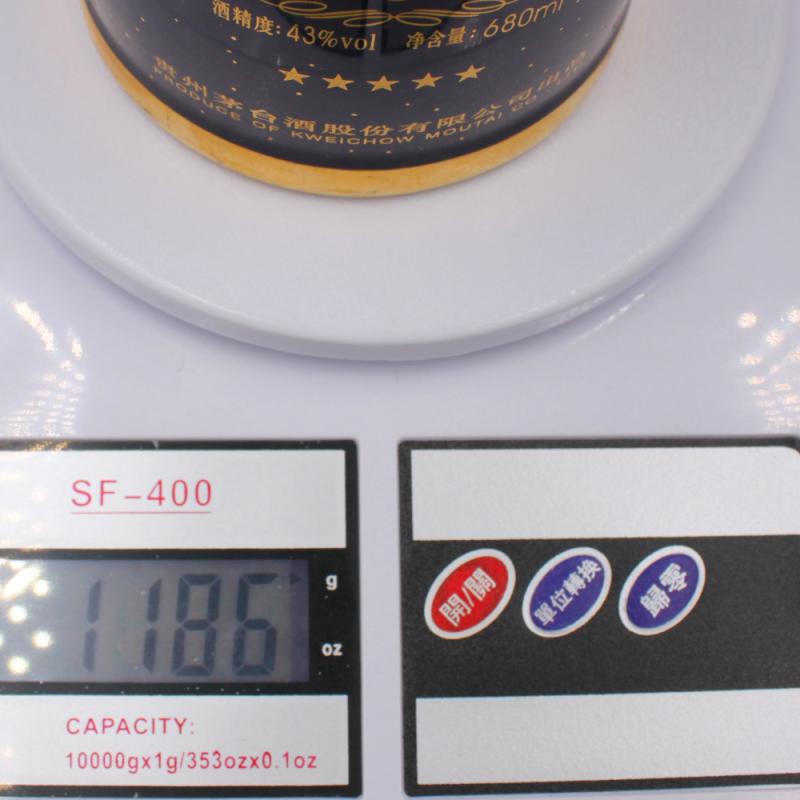 酒精度: 43%vol 净含量: 680ml
贵州茅台酒股份有限公司出品
PRODUCE OF KWEICHOW MOUTAI CO
SF-400
1186
g
oz
開/關
單位轉換
歸零
CAPACITY:
10000gx1g/353ozx0.1oz